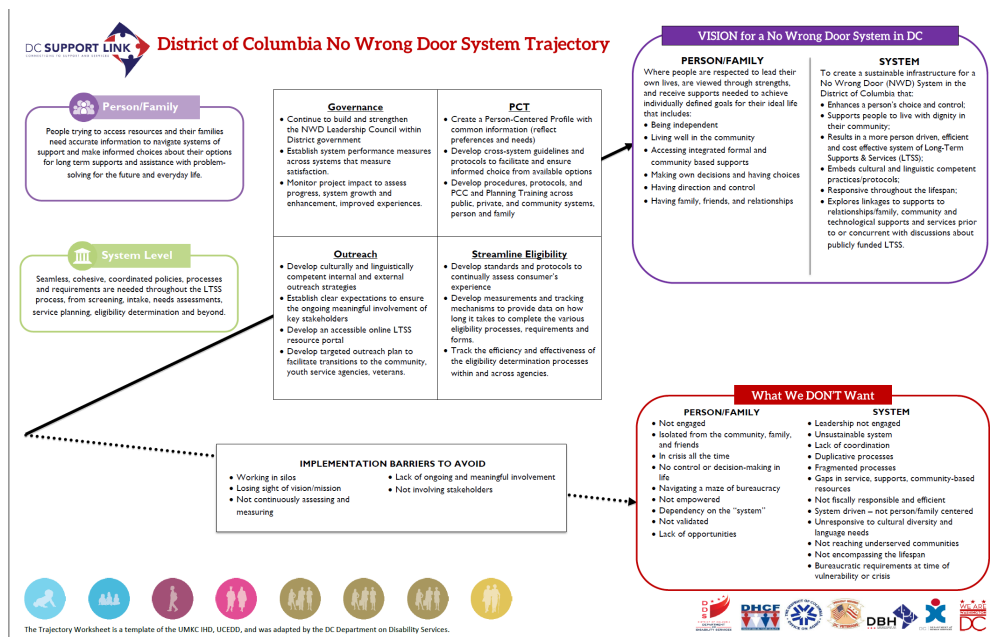 DC SUPPORT LINK
CONNECTIONS TO SUPPORT AND SERVICES
District of Columbia No Wrong Door System Trajectory
Person/Family
People trying to access resources and their families
need accurate information to navigate systems of
support and make informed choices about their options
for long term supports and assistance with problem-
solving for the future and everyday life.
System Level
Seamless, cohesive, coordinated policies, processes
and requirements are needed throughout the LTSS
process, from screening, intake, needs assessments,
service planning, eligibility determination and beyond.
Governance
• Continue to build and strengthen
the NWD Leadership Council within
District government
• Establish system performance measures
across systems that measure
satisfaction.
• Monitor project impact to assess
progress, system growth and
enhancement, improved experiences.
PCT
• Create a Person-Centered Profile with
common information (reflect
preferences and needs)
• Develop cross-system guidelines and
protocols to facilitate and ensure
informed choice from available options
• Develop procedures, protocols, and
PCC and Planning Training across
public, private, and community systems,
person and family
Outreach
• Develop culturally and linguistically
competent internal and external
outreach strategies
• Establish clear expectations to ensure
the ongoing meaningful involvement of
key stakeholders
• Develop an accessible online LTSS
resource portal
• Develop targeted outreach plan to
facilitate transitions to the community,
youth service agencies, veterans.
Streamline Eligibility
• Develop standards and protocols to
continually assess consumer's
experience
• Develop measurements and tracking
mechanisms to provide data on how
long it takes to complete the various
eligibility processes, requirements and
forms.
• Track the efficiency and effectiveness of
the eligibility determination processes
within and across agencies.
VISION for a No Wrong Door System in DC
PERSON/FAMILY
Where people are respected to lead their
own lives, are viewed through strengths,
and receive supports needed to achieve
individually defined goals for their ideal life
that includes:
• Being independent
• Living well in the community
• Accessing integrated formal and
community based supports
• Making own decisions and having choices
• Having direction and control
• Having family, friends, and relationships
SYSTEM
To create a sustainable infrastructure for a
No Wrong Door (NWD) System in the
District of Columbia that:
• Enhances a person's choice and control;
• Supports people to live with dignity in
their community;
• Results in a more person driven, efficient
and cost effective system of Long-Term
Supports & Services (LTSS);
• Embeds cultural and linguistic competent
practices/protocols;
• Responsive throughout the lifespan;
• Explores linkages to supports to
relationships/family, community and
technological supports and services prior
to or concurrent with discussions about
publicly funded LTSS.
IMPLEMENTATION BARRIERS TO AVOID
• Working in silos
• Losing sight of vision/mission
• Not continuously assessing and
measuring
• Lack of ongoing and meaningful involvement
• Not involving stakeholders
What We DON'T Want
PERSON/FAMILY
• Not engaged
• Isolated from the community, family,
and friends
• In crisis all the time
• No control or decision-making in
life
• Navigating a maze of bureaucracy
• Not empowered
• Dependency on the "system"
• Not validated
• Lack of opportunities
SYSTEM
• Leadership not engaged
• Unsustainable system
• Lack of coordination
• Duplicative processes
• Fragmented processes
• Gaps in service, supports, community-based
resources
• Not fiscally responsible and efficient
• System driven – not person/family centered
• Unresponsive to cultural diversity and
language needs
• Not reaching underserved communities
• Not encompassing the lifespan
• Bureaucratic requirements at time of
vulnerability or crisis
DDS
DHCF
DBH
WE ARE
DC
The Trajectory Worksheet is a template of the UMKC IHD, UCEDD, and was adapted by the DC Department on Disability Services.